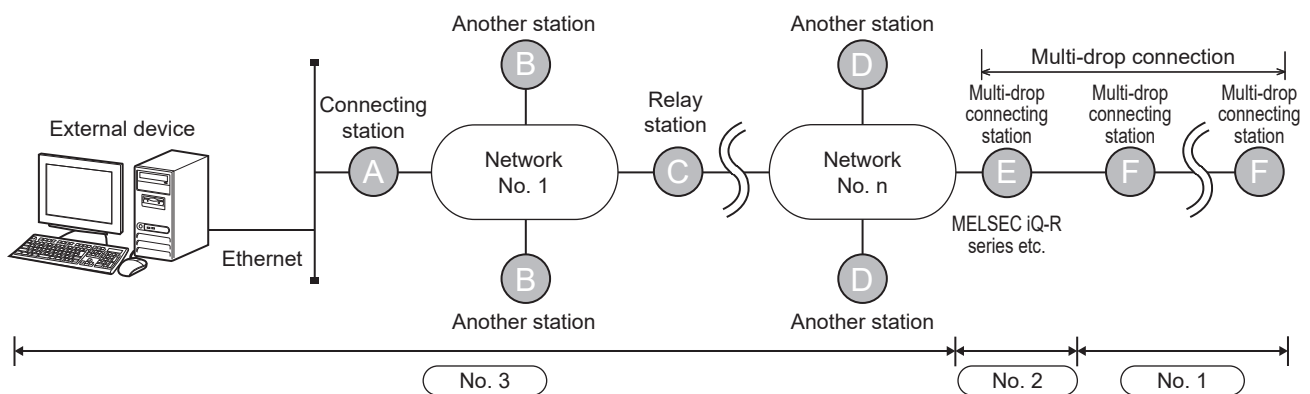 Another station
B
Another station
D
Multi-drop connection
External device
Connecting
station
A
Network
No. 1
Relay
station
C
Network
No. n
Multi-drop
connecting
station
E
MELSEC iQ-R
series etc.
Multi-drop
connecting
station
F
Multi-drop
connecting
station
F
Ethernet
B
Another station
D
Another station
No. 3
No. 2
No. 1